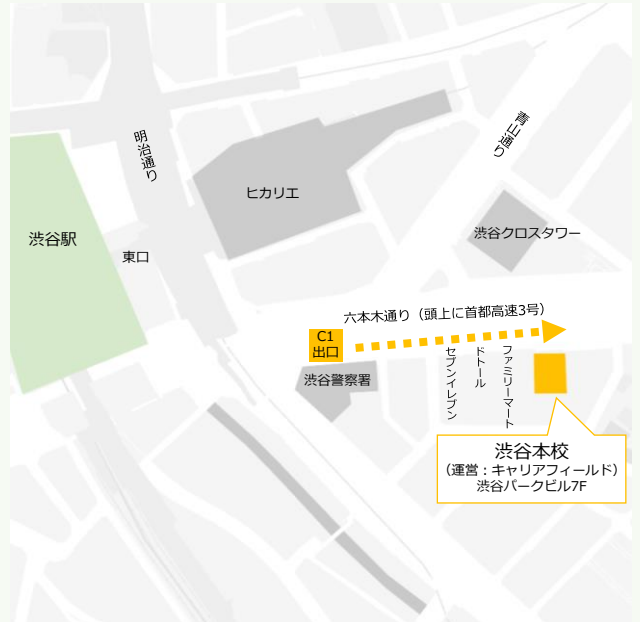 明治通り
青山通り
ヒカリエ
渋谷クロスタワー
渋谷駅
東口
六本木通り（頭上に首都高速3号）
C1
出口
渋谷警察署
セブンイレブン
ドトール
ファミリーマート
渋谷本校
（運営：キャリアフィールド）
渋谷パークビル7F